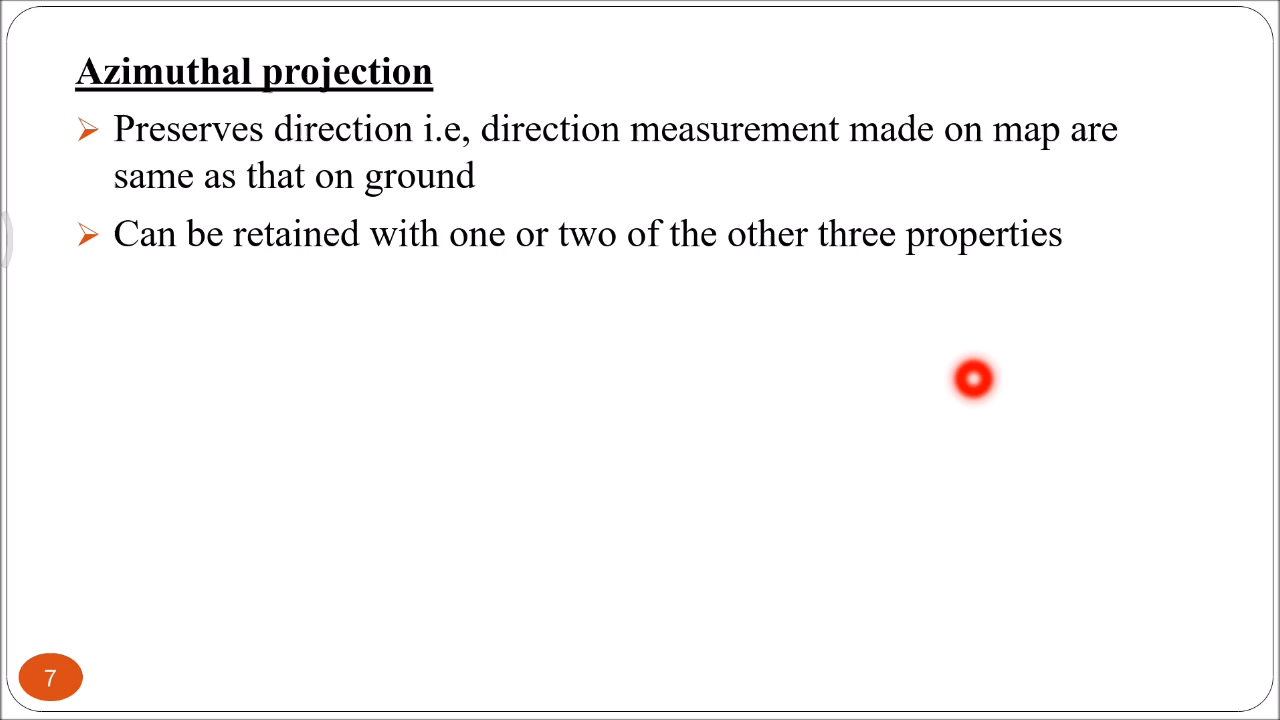 Azimuthal projection
Preserves direction i.e, direction measurement made on map are
same as that on ground
Can be retained with one or two of the other three properties
7